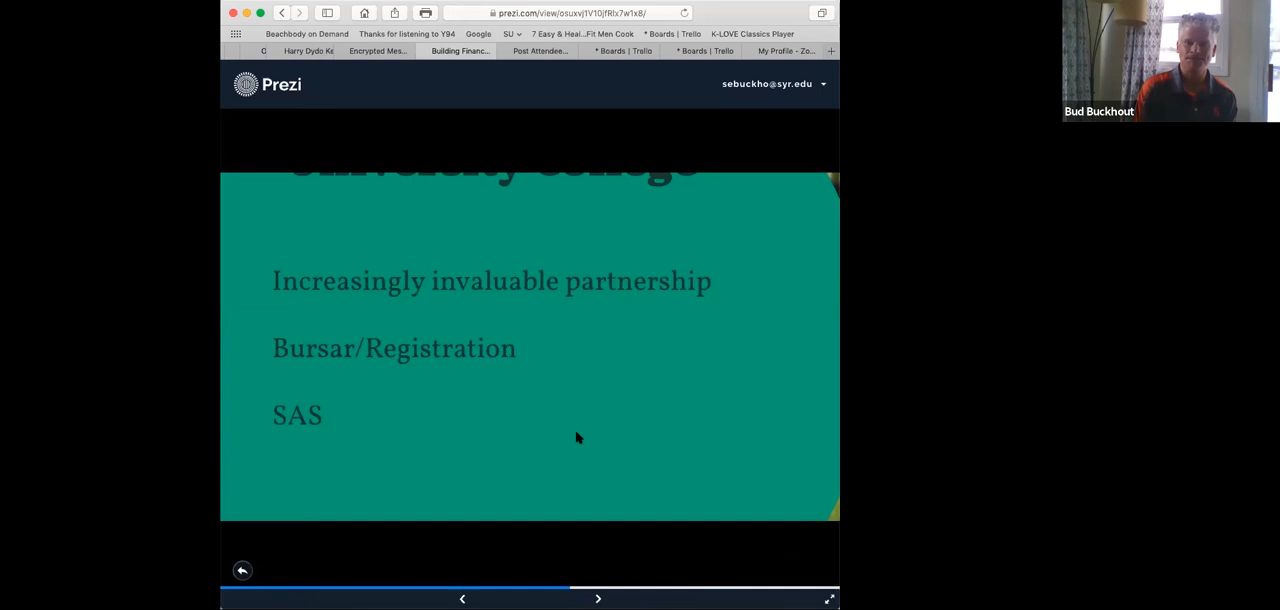 prezi.com/view/osuxvj1V10jfRlx7w1x8/
Beachbody on Demand Thanks for listening to Y94 Google SU 7 Easy & Heal...Fit Men Cook * Boards | Trello K-LOVE Classics Player
C Harry Dydo Ke Encrypted Mes... Building Financ... Post Attendee... * Boards | Trello * Boards | Trello My Profile - Zo...
Prezi sebuckho@syr.edu
Bud Buckhout
University College
Increasingly invaluable partnership
Bursar/Registration
SAS